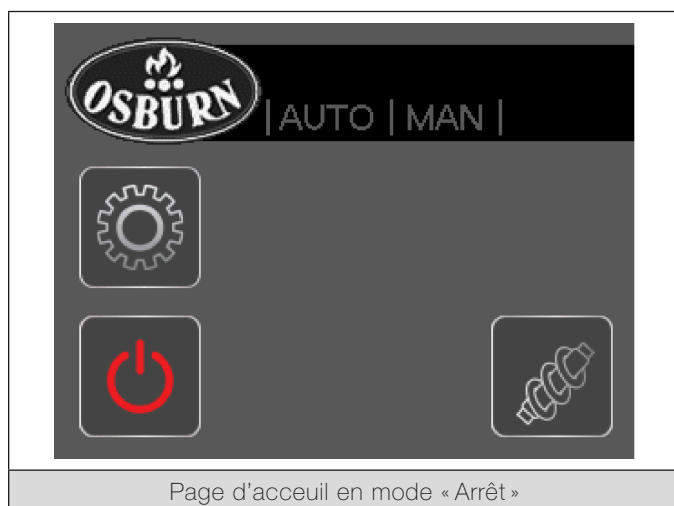 OSBURN
| AUTO | MAN |
Page d'acceuil en mode « Arrêt »